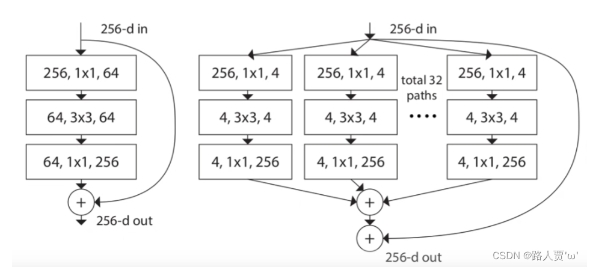 256-d in
256, 1x1, 64
64, 3x3, 64
64, 1x1, 256
+
256-d out
256-d in
256, 1x1, 4
256, 1x1, 4
256, 1x1, 4
total 32
paths
4, 3x3, 4
4, 3x3, 4
....
4, 3x3, 4
4, 1x1, 256
4, 1x1, 256
4, 1x1, 256
+
+
256-d out
CSDN @路人贾'ω'